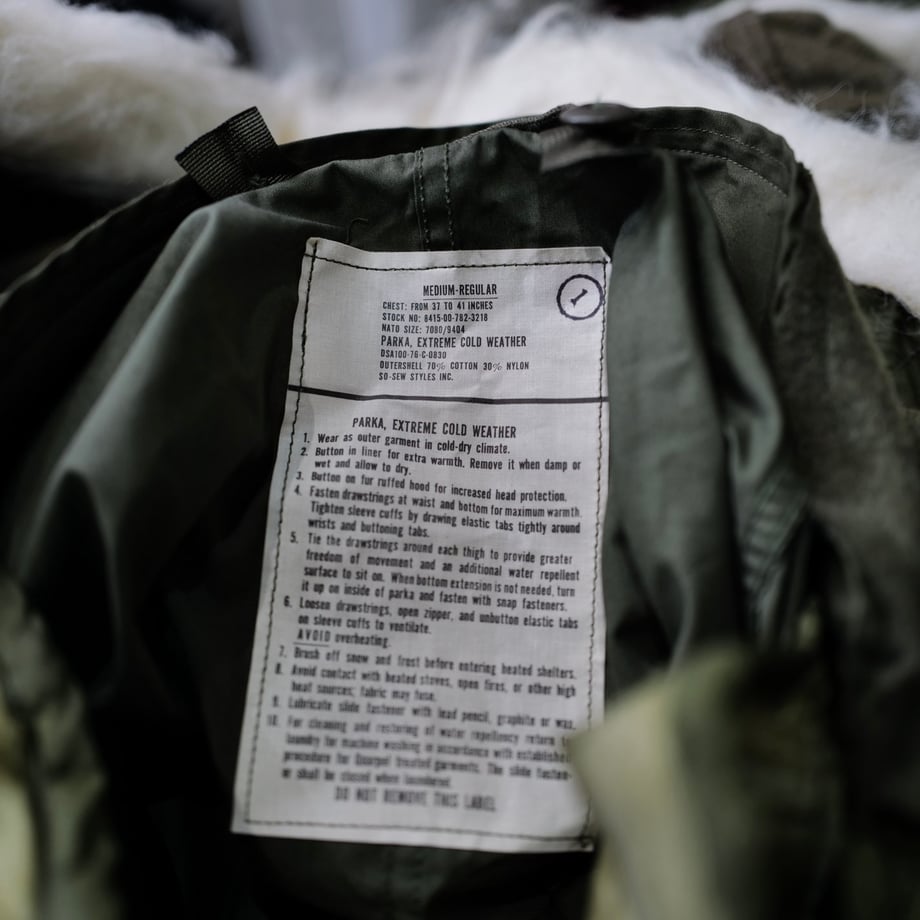 MEDIUM-REGULAR
1
CHEST: FROM 37 TO 41 INCHES
STOCK NO: 8415-00-782-3218
NATO SIZE: 7080/9404
PARKA, EXTREME COLD WEATHER
DSA100-76-C-0830
OUTERSHELL 70% COTTON 30% NYLON
SO-SEW STYLES INC.
PARKA, EXTREME COLD WEATHER
1. Wear as outer garment in cold-dry climate.
2. Button in liner for extra warmth. Remove it when damp or
wet and allow to dry.
3. Button on fur ruffed hood for increased head protection.
4. Fasten drawstrings at waist and bottom for maximum warmth.
Tighten sleeve cuffs by drawing elastic tabs tightly around
wrists and buttoning tabs.
5. Tie the drawstrings around each thigh to provide greater
freedom of movement and an additional water repellent
surface to sit on. When bottom extension is not needed, turn
it up on inside of parka and fasten with snap fasteners.
6. Loosen drawstrings, open zipper, and unbutton elastic tabs
on sleeve cuffs to ventilate.
AVOID overheating.
7. Brush off snow and frost before entering heated shelters.
8. Avoid contact with heated stoves, open fires, or other high
heat sources; fabric may fuse.
9. Lubricate slide fastener with lead pencil, graphite or wax.
10. For cleaning and restoring of water repellency return
laundry for machine washing in accordance with established
procedure for Quarpel treated garments. The slide fasten-
er shall be closed when laundered.
DO NOT REMOVE THIS LABEL